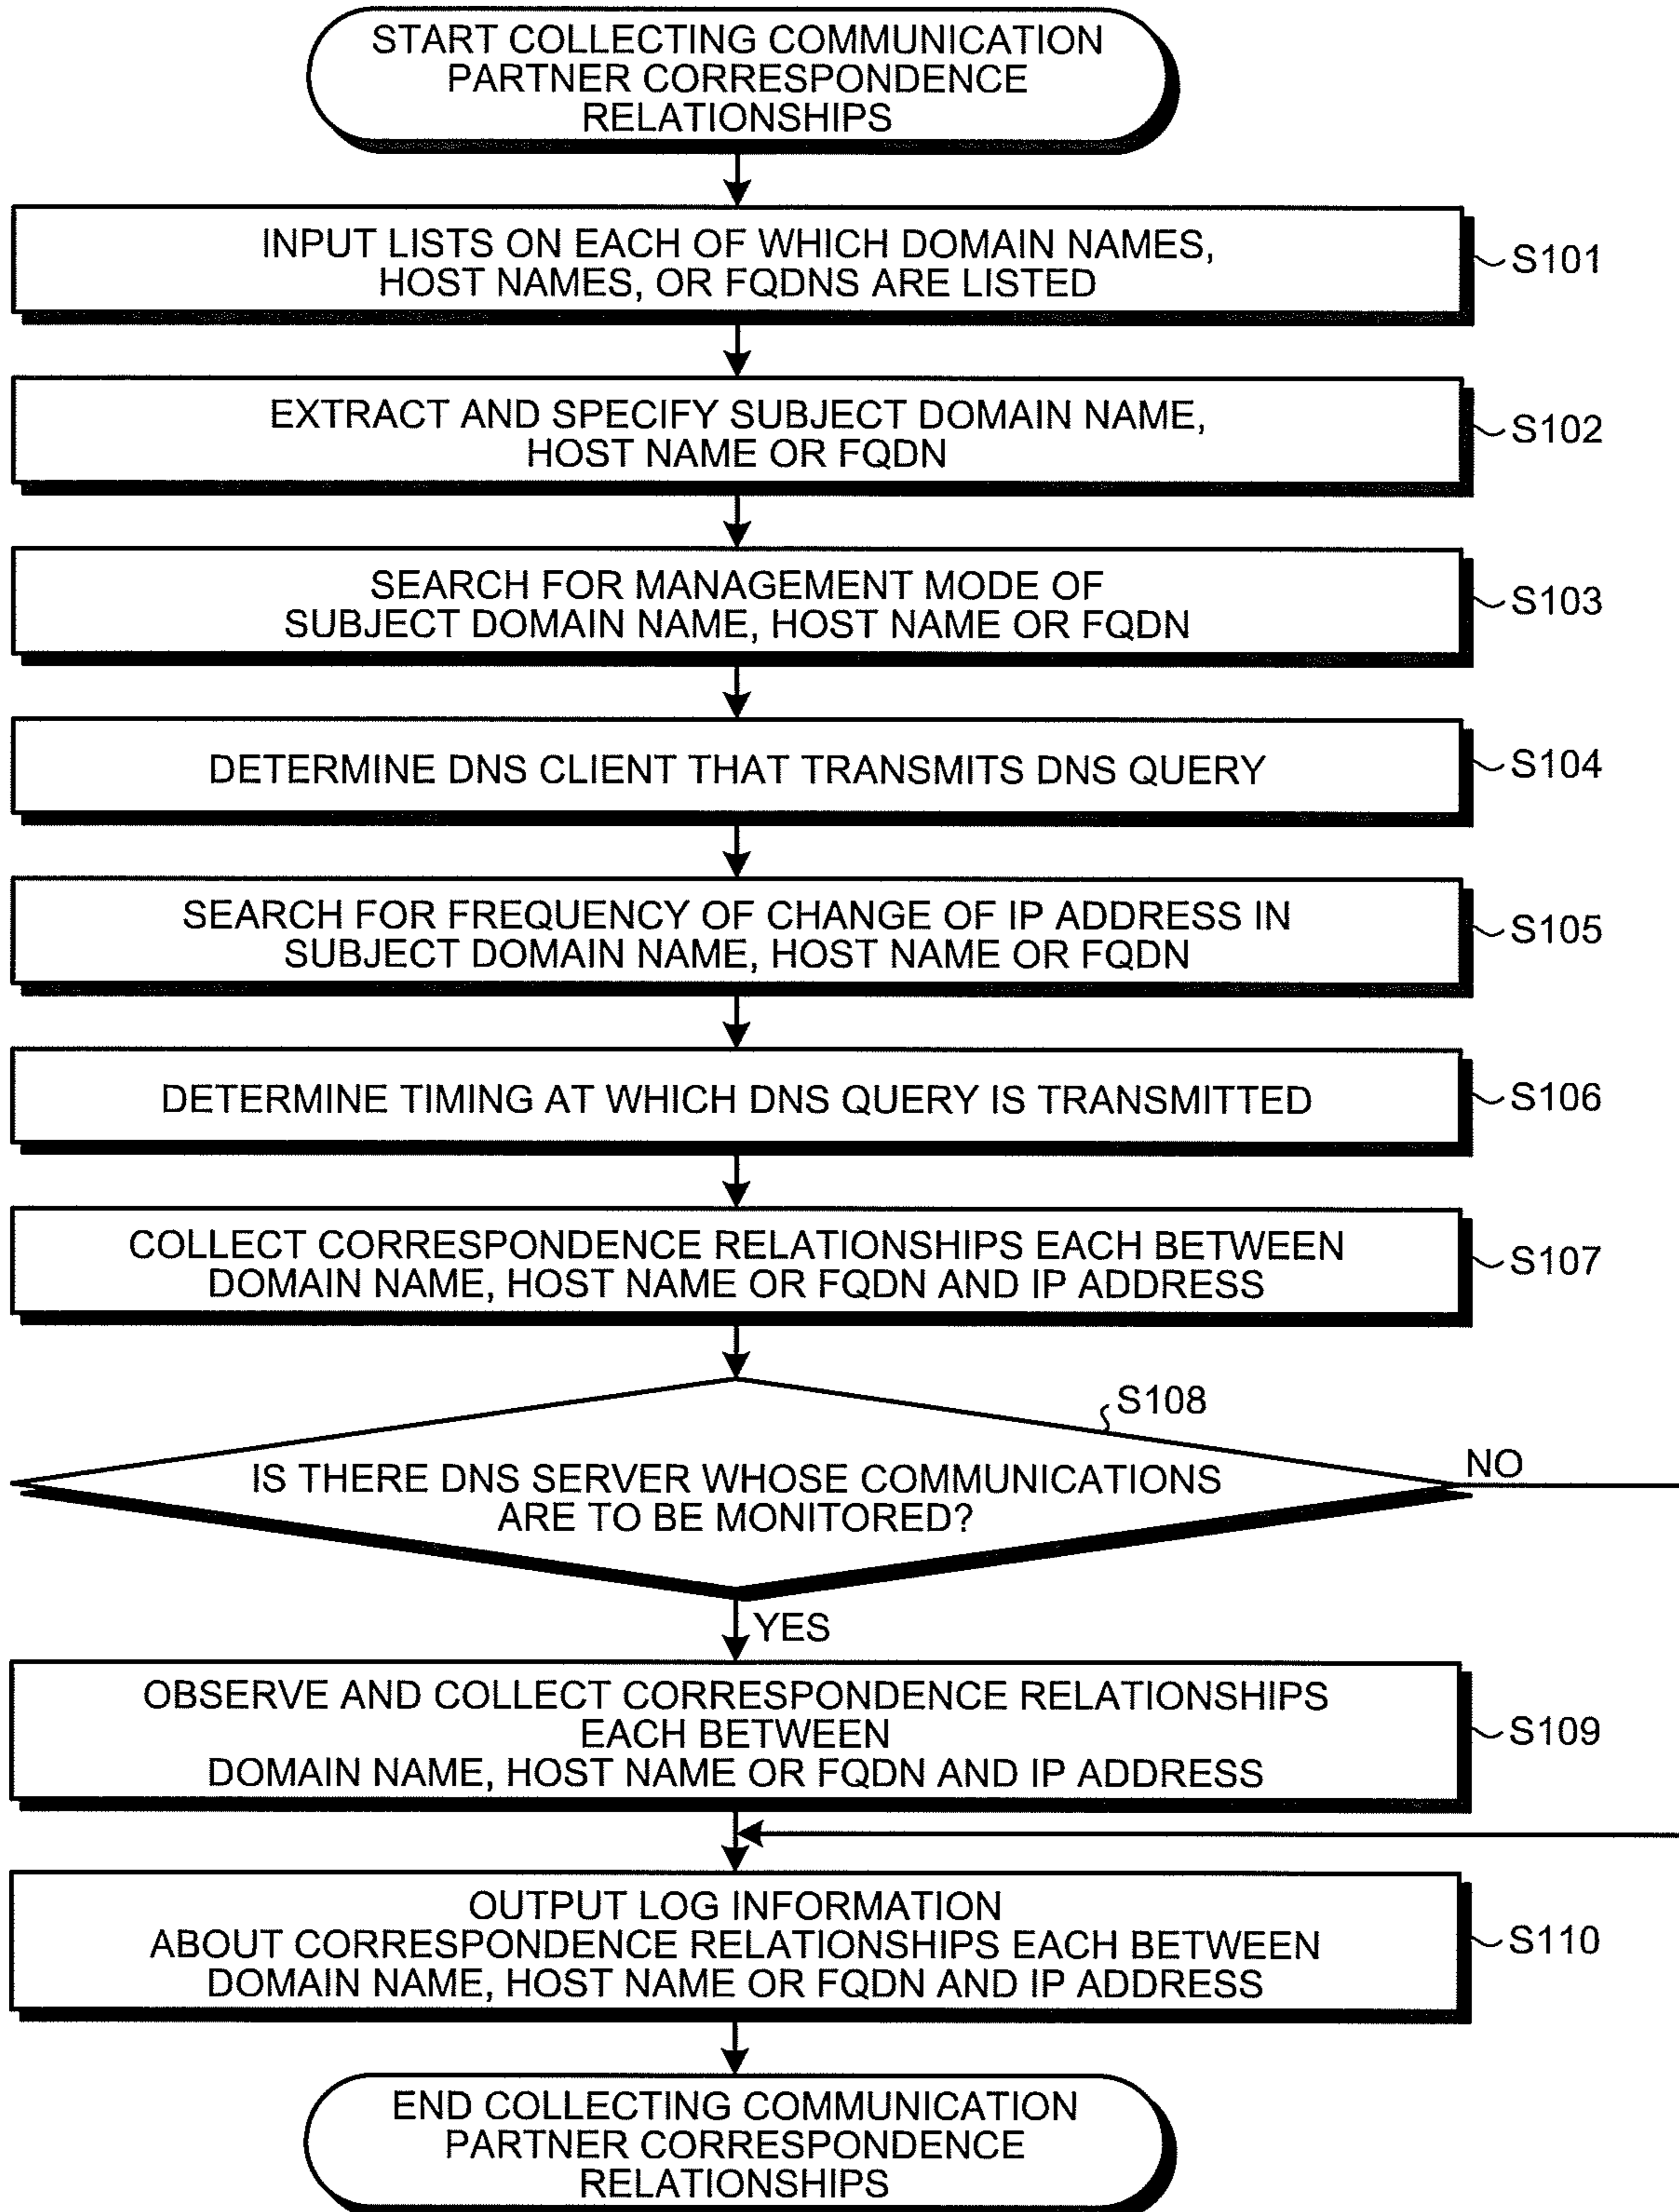 START COLLECTING COMMUNICATION
PARTNER CORRESPONDENCE
RELATIONSHIPS
INPUT LISTS ON EACH OF WHICH DOMAIN NAMES,
HOST NAMES, OR FQDNS ARE LISTED
S101
EXTRACT AND SPECIFY SUBJECT DOMAIN NAME,
HOST NAME OR FQDN
S102
SEARCH FOR MANAGEMENT MODE OF
SUBJECT DOMAIN NAME, HOST NAME OR FQDN
S103
DETERMINE DNS CLIENT THAT TRANSMITS DNS QUERY
S104
SEARCH FOR FREQUENCY OF CHANGE OF IP ADDRESS IN
SUBJECT DOMAIN NAME, HOST NAME OR FQDN
S105
DETERMINE TIMING AT WHICH DNS QUERY IS TRANSMITTED
S106
COLLECT CORRESPONDENCE RELATIONSHIPS EACH BETWEEN
DOMAIN NAME, HOST NAME OR FQDN AND IP ADDRESS
S107
S108
IS THERE DNS SERVER WHOSE COMMUNICATIONS
ARE TO BE MONITORED?
NO
YES
OBSERVE AND COLLECT CORRESPONDENCE RELATIONSHIPS
EACH BETWEEN
DOMAIN NAME, HOST NAME OR FQDN AND IP ADDRESS
S109
OUTPUT LOG INFORMATION
ABOUT CORRESPONDENCE RELATIONSHIPS EACH BETWEEN
DOMAIN NAME, HOST NAME OR FQDN AND IP ADDRESS
S110
END COLLECTING COMMUNICATION
PARTNER CORRESPONDENCE
RELATIONSHIPS